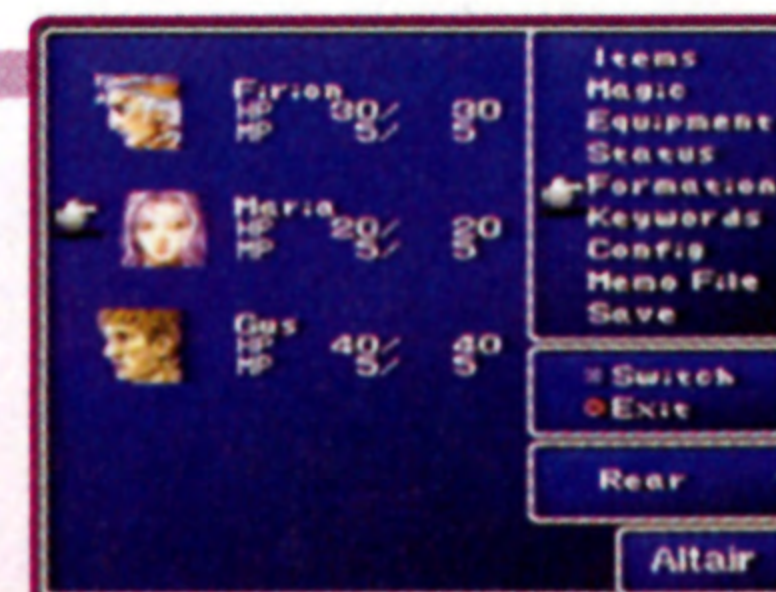 Firion
HP 30/ 30
MP 5/ 5
Maria
HP 20/ 20
MP 5/ 5
Gus
HP 40/ 40
MP 5/ 5
Items
Magic
Equipment
Status
Formation
Keywords
Config
Memo File
Save
Switch
Exit
Rear
Altair